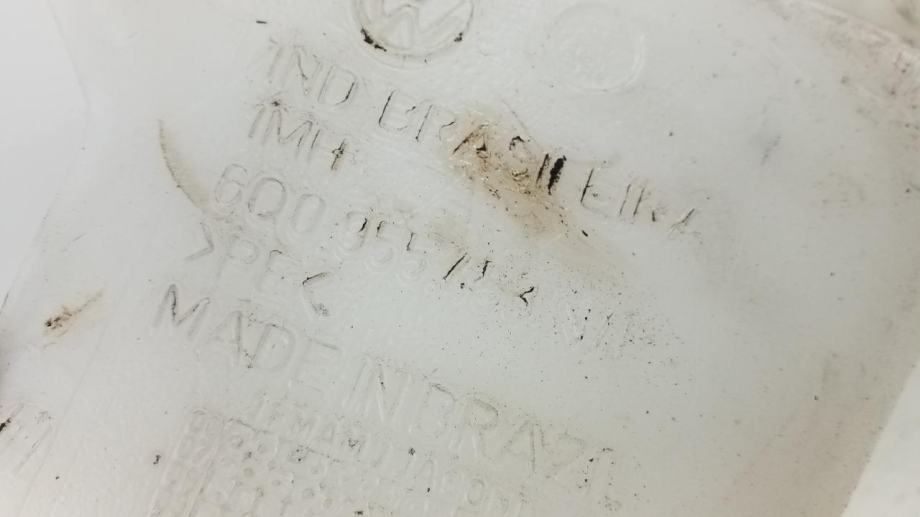 IND BRASILEIRA
IMH
6Q0 955
>PE<
MADE IN BRAZIL
J F M A M J J A S O N D